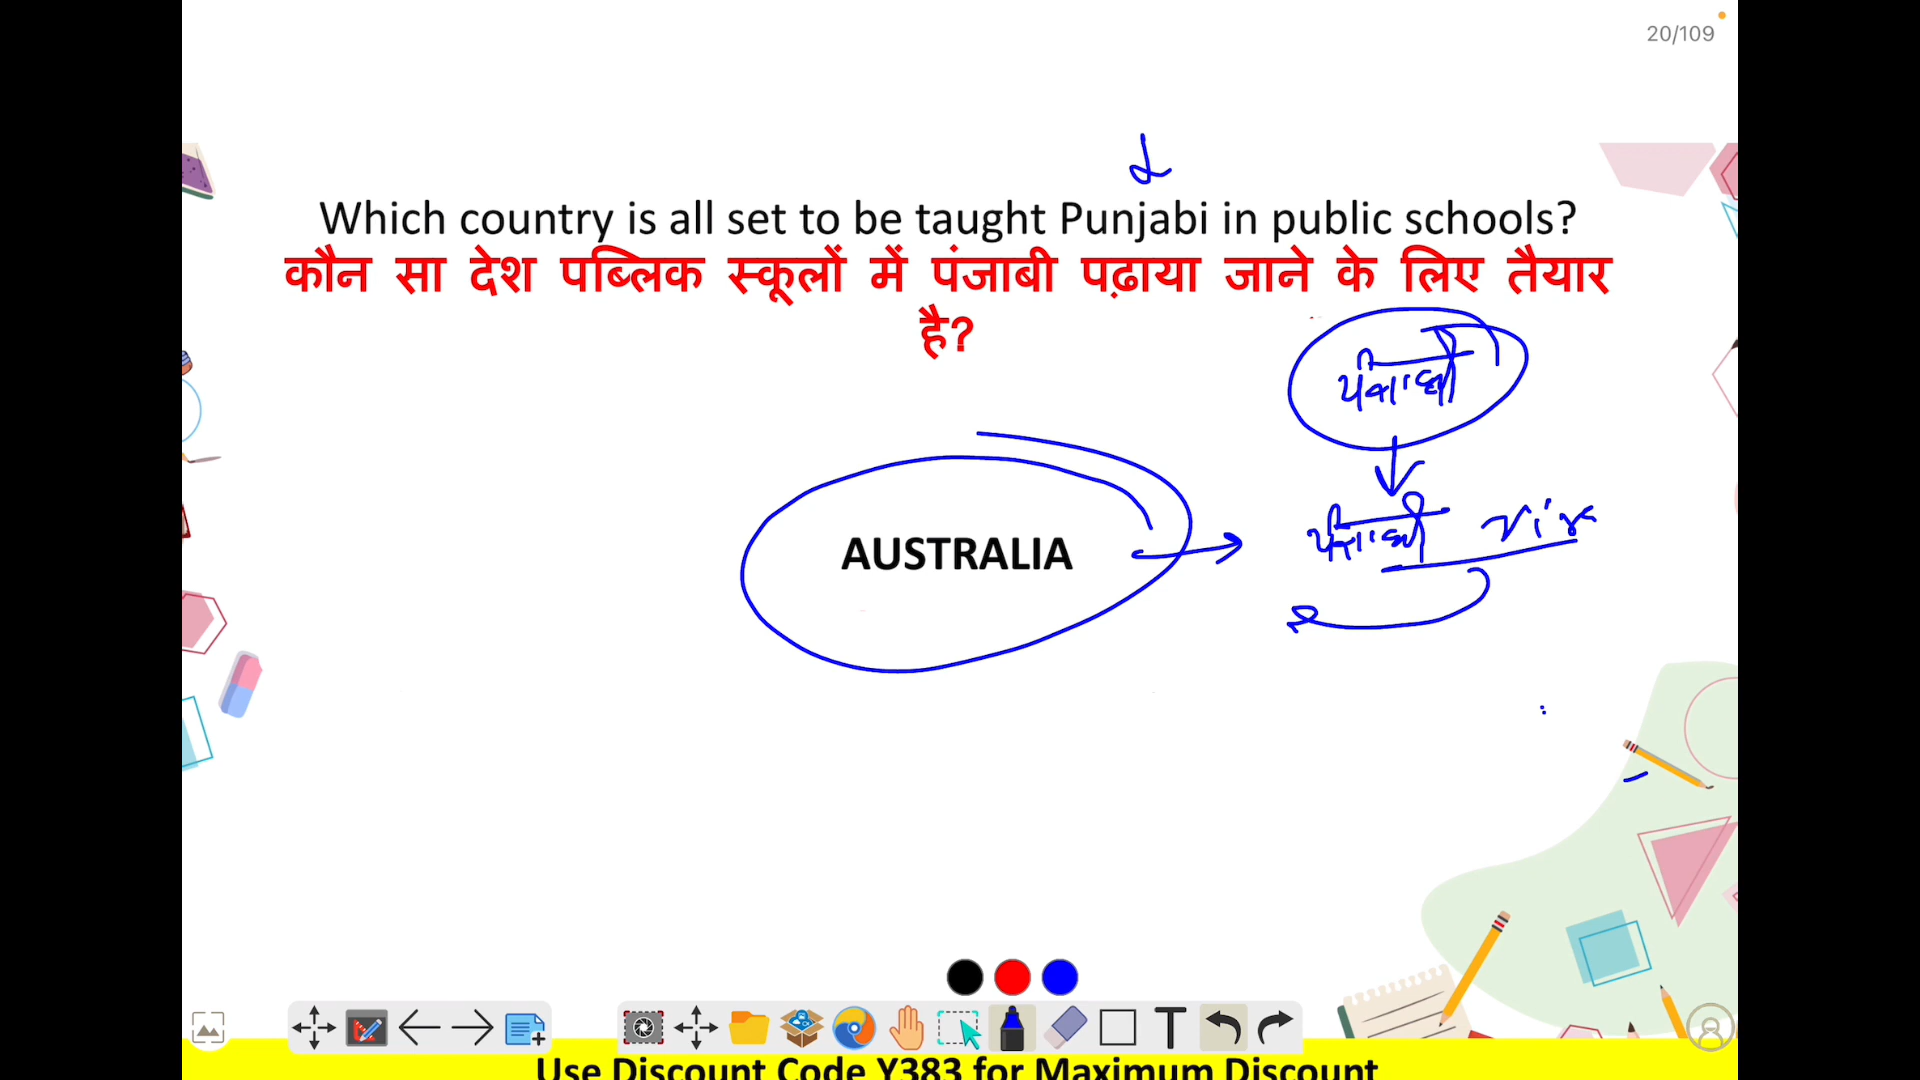 20/109
Which country is all set to be taught Punjabi in public schools?
कौन सा देश पब्लिक स्कूलों में पंजाबी पढ़ाया जाने के लिए तैयार
है?
AUSTRALIA
Use Discount Code Y383 for Maximum Discount